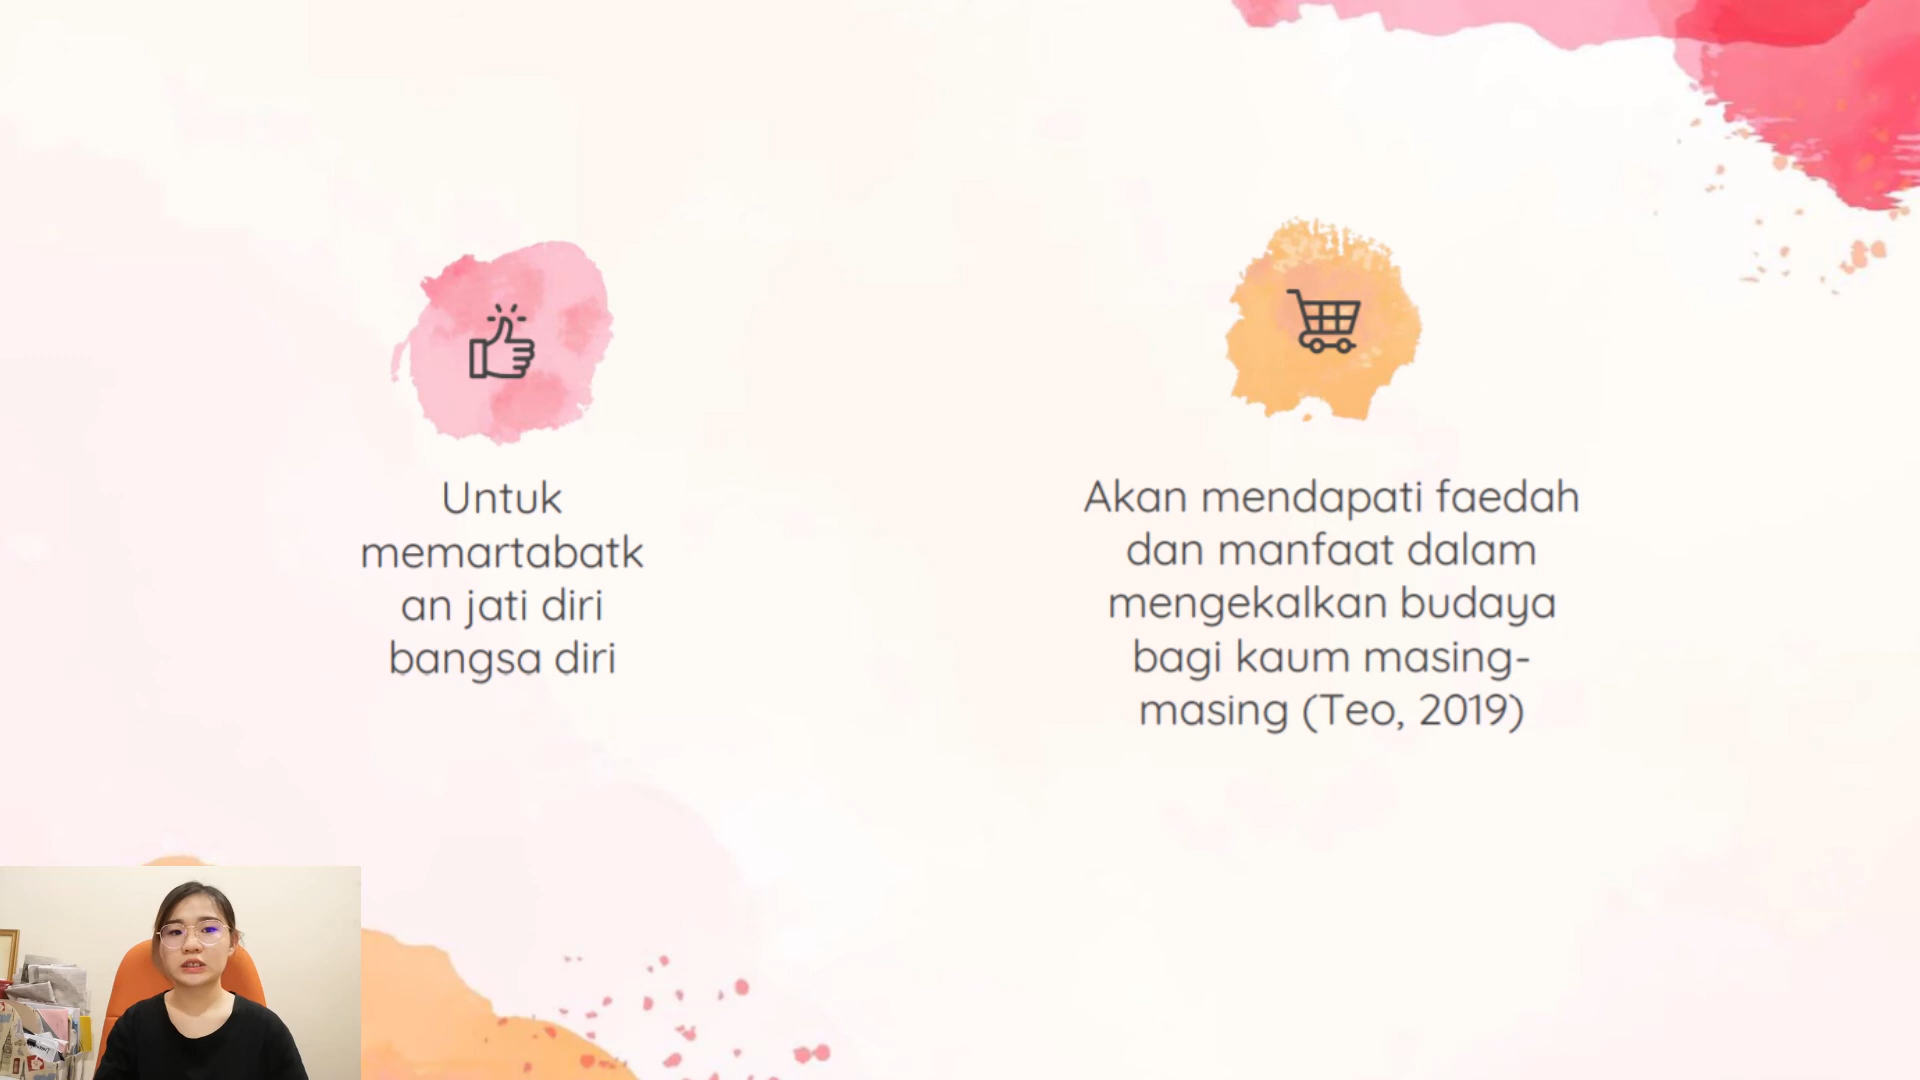 Untuk
memartabatk
an jati diri
bangsa diri
Akan mendapati faedah
dan manfaat dalam
mengekalkan budaya
bagi kaum masing-
masing (Teo, 2019)